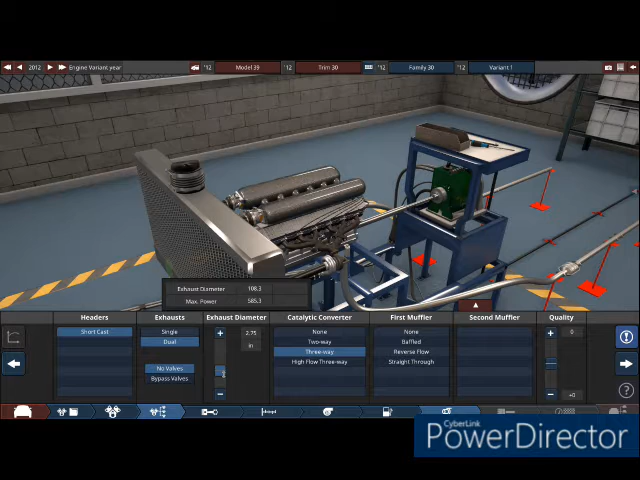 2012 Engine Variant year '12 Model 39 '12 Trim 30 '12 Family 30 '12 Variant 1
Exhaust Diameter 108.3
Max. Power 585.3
Headers Exhausts Exhaust Diameter Catalytic Converter First Muffler Second Muffler Quality
Short Cast Single + 2.75 None None + 0
Dual in Two-way Baffled
Three-way Reverse Flow
No Valves High Flow Three-way Straight Through
Bypass Valves
- - +0
CyberLink
PowerDirector